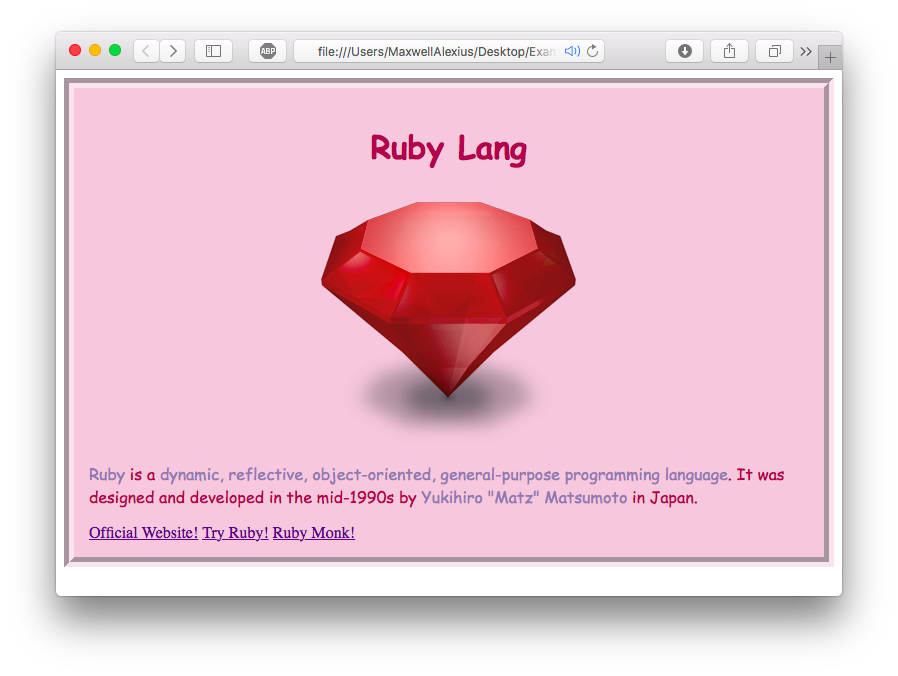 ABP
file:///Users/MaxwellAlexius/Desktop/Exam
Ruby Lang
Ruby is a dynamic, reflective, object-oriented, general-purpose programming language. It was
designed and developed in the mid-1990s by Yukihiro "Matz" Matsumoto in Japan.
Official Website! Try Ruby! Ruby Monk!